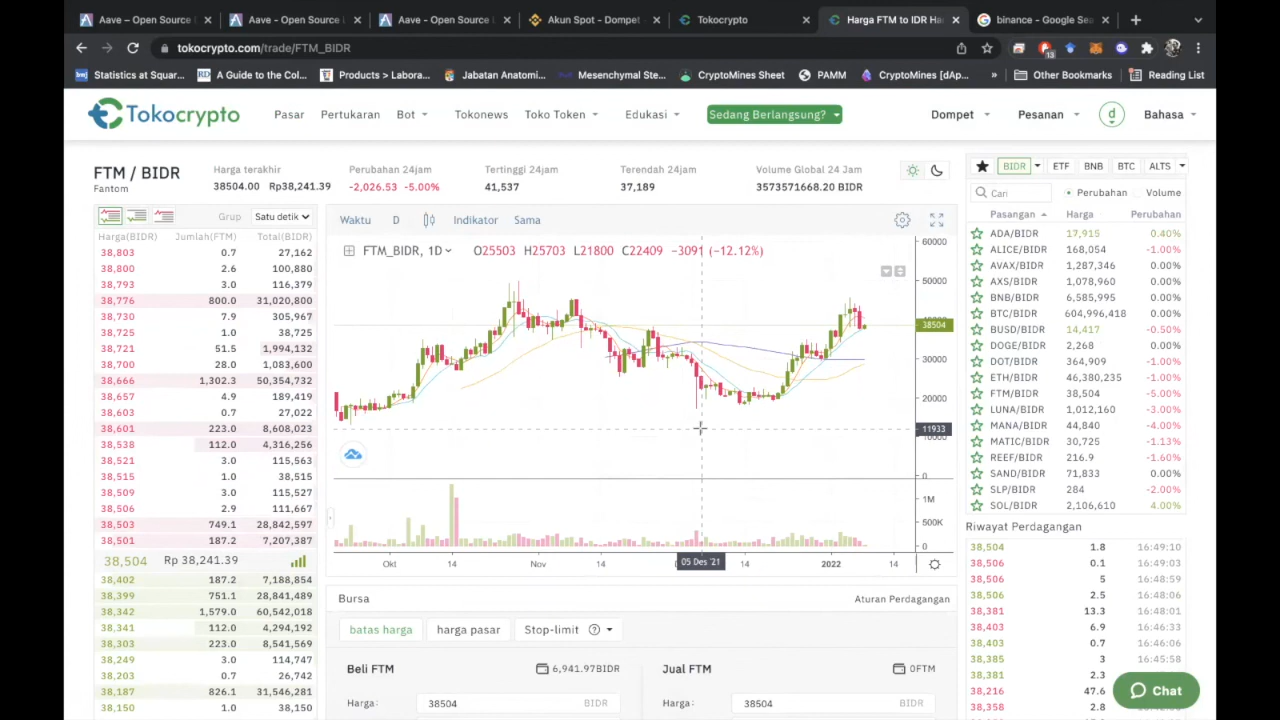 Aave – Open Source
Aave – Open Source
Aave - Open Source
Akun Spot - Dompet
Tokocrypto
Harga FTM to IDR Ha
binance - Google Sea
tokocrypto.com/trade/FTM_BIDR
13
Statistics at Squar...
A Guide to the Col...
Products > Labora...
Jabatan Anatomi...
Mesenchymal Ste...
CryptoMines Sheet
PAMM
CryptoMines [dAp...
»
Other Bookmarks
Reading List
Tokocrypto
Pasar
Pertukaran
Bot
Tokonews
Toko Token
Edukasi
Sedang Berlangsung?
Dompet
Pesanan
d
Bahasa
FTM / BIDR
Fantom
Harga terakhir
38504.00 Rp38,241.39
Perubahan 24jam
-2,026.53 -5.00%
Tertinggi 24jam
41,537
Terendah 24jam
37,189
Volume Global 24 Jam
3573571668.20 BIDR
Grup Satu detik
Harga(BIDR) Jumlah(FTM) Total(BIDR)
38,803 0.7 27,162
38,800 2.6 100,880
38,793 3.0 116,379
38,776 800.0 31,020,800
38,730 7.9 305,967
38,725 1.0 38,725
38,721 51.5 1,994,132
38,700 28.0 1,083,600
38,666 1,302.3 50,354,732
38,657 4.9 189,419
38,603 0.7 27,022
38,601 223.0 8,608,023
38,538 112.0 4,316,256
38,521 3.0 115,563
38,515 1.0 38,515
38,509 3.0 115,527
38,506 2.9 111,667
38,503 749.1 28,842,597
38,501 187.2 7,207,387
38,504 Rp 38,241.39
38,402 187.2 7,188,854
38,399 751.1 28,841,489
38,342 1,579.0 60,542,018
38,341 112.0 4,294,192
38,303 223.0 8,541,569
38,249 3.0 114,747
38,203 0.7 26,742
38,187 826.1 31,546,281
38,150 1.0 38,150
Waktu D Indikator Sama
FTM_BIDR, 1D O25503 H25703 L21800 C22409 -3091 (-12.12%)
60000
50000
38504
30000
20000
11933
10000
0
1M
500K
0
Okt 14 Nov 14 05 Des '21 14 2022 14
Bursa
Aturan Perdagangan
batas harga
harga pasar
Stop-limit
Beli FTM
6,941.97BIDR
Harga: 38504 BIDR
Jual FTM
0FTM
Harga: 38504 BIDR
BIDR ETF BNB BTC ALTS
Cari
Perubahan Volume
Pasangan Harga Perubahan
ADA/BIDR 17,915 0.40%
ALICE/BIDR 168,054 -1.00%
AVAX/BIDR 1,287,346 0.00%
AXS/BIDR 1,078,960 0.00%
BNB/BIDR 6,585,995 0.00%
BTC/BIDR 604,996,418 0.00%
BUSD/BIDR 14,417 -0.50%
DOGE/BIDR 2,268 0.00%
DOT/BIDR 364,909 -1.00%
ETH/BIDR 46,380,235 -1.00%
FTM/BIDR 38,504 -5.00%
LUNA/BIDR 1,012,160 -3.00%
MANA/BIDR 44,840 -4.00%
MATIC/BIDR 30,725 -1.13%
REEF/BIDR 216.9 -1.60%
SAND/BIDR 71,833 0.00%
SLP/BIDR 284 -2.00%
SOL/BIDR 2,106,610 4.00%
Riwayat Perdagangan
38,504 1.8 16:49:10
38,506 0.1 16:49:03
38,506 5 16:48:59
38,506 2.5 16:48:06
38,381 13.3 16:48:01
38,403 6.9 16:46:33
38,403 0.7 16:46:06
38,385 3 16:45:58
38,381 2.3
38,216 47.6
38,358 2.8
Chat